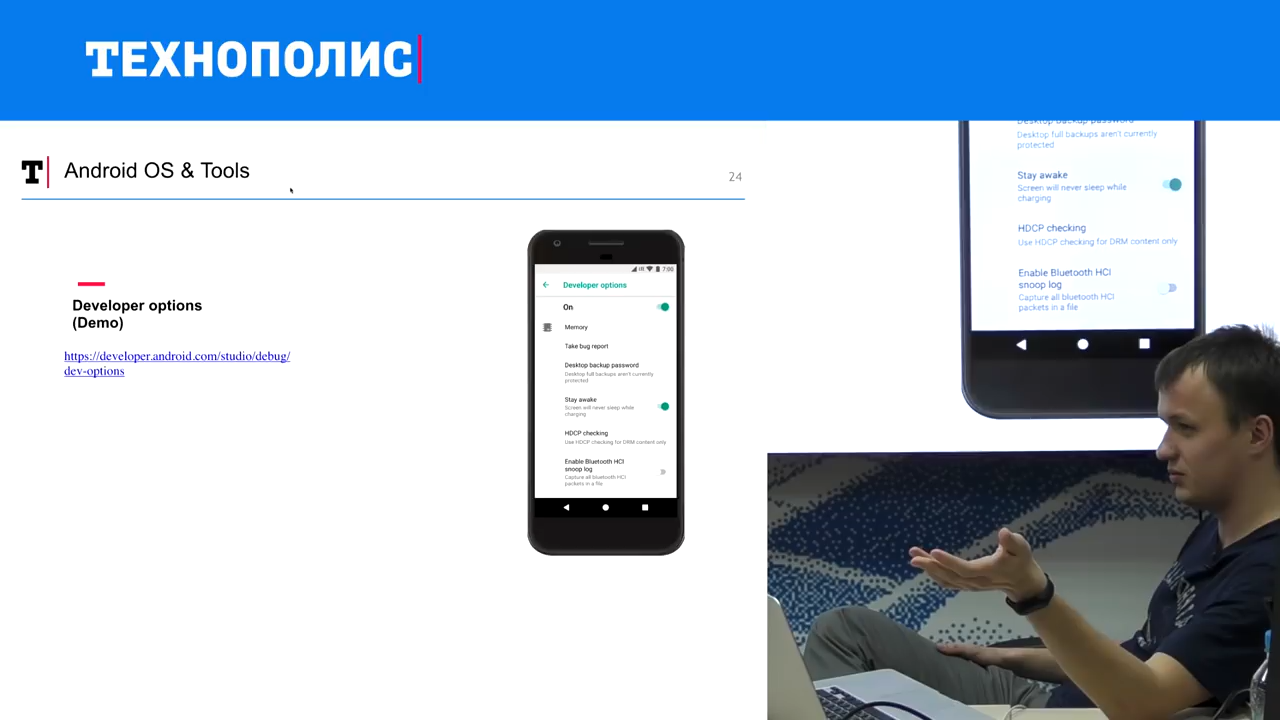 ТЕХНОПОЛИС
T
Android OS & Tools
24
Developer options
(Demo)
https://developer.android.com/studio/debug/
dev-options
7:00
Developer options
On
Memory
Take bug report
Desktop backup password
Desktop full backups aren't currently
protected
Stay awake
Screen will never sleep while
charging
HDCP checking
Use HDCP checking for DRM content only
Enable Bluetooth HCI
snoop log
Capture all bluetooth HCI
packets in a file
Desktop backup password
Desktop full backups aren't currently
protected
Stay awake
Screen will never sleep while
charging
HDCP checking
Use HDCP checking for DRM content only
Enable Bluetooth HCI
snoop log
Capture all bluetooth HCI
packets in a file